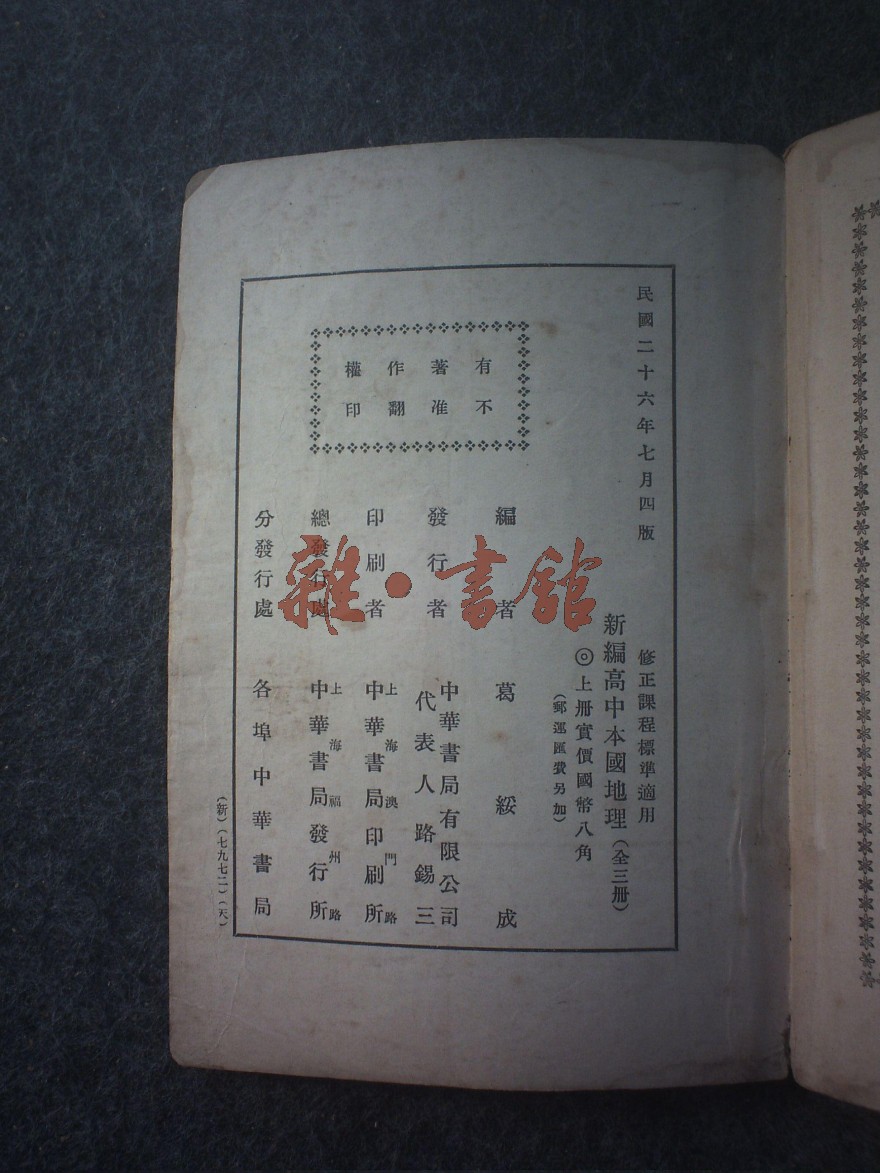 民國二十六年七月四版
修正課程標準適用
新編高中本國地理(全三册)
◎上册實價國幣八角
(郵運匯費另加)
有不
著准
作翻
權印
編者 葛綏成
發行者 中華書局有限公司
代表人路錫三
印刷者 上海澳門路
中華書局印刷所
總發行處 上海福州路
中華書局發行所
分發行處 各埠中華書局
(新)(七九七二)(天)
雜·書館